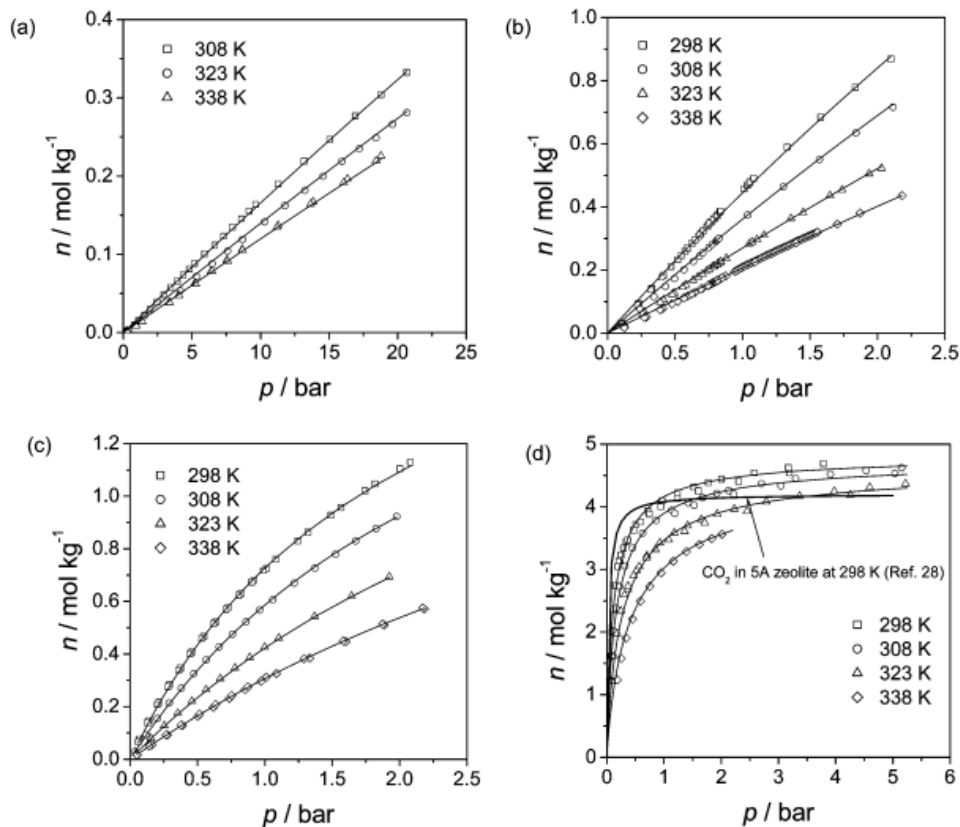 (a)
308 K
323 K
338 K
n / mol kg⁻¹
0.4
0.3
0.2
0.1
0.0
0 5 10 15 20 25
p / bar
(b)
298 K
308 K
323 K
338 K
n / mol kg⁻¹
1.0
0.8
0.6
0.4
0.2
0.0
0.0 0.5 1.0 1.5 2.0 2.5
p / bar
(c)
298 K
308 K
323 K
338 K
n / mol kg⁻¹
1.2
1.0
0.8
0.6
0.4
0.2
0.0
0.0 0.5 1.0 1.5 2.0 2.5
p / bar
(d)
CO₂ in 5A zeolite at 298 K (Ref. 28)
298 K
308 K
323 K
338 K
n / mol kg⁻¹
5
4
3
2
1
0
0 1 2 3 4 5 6
p / bar